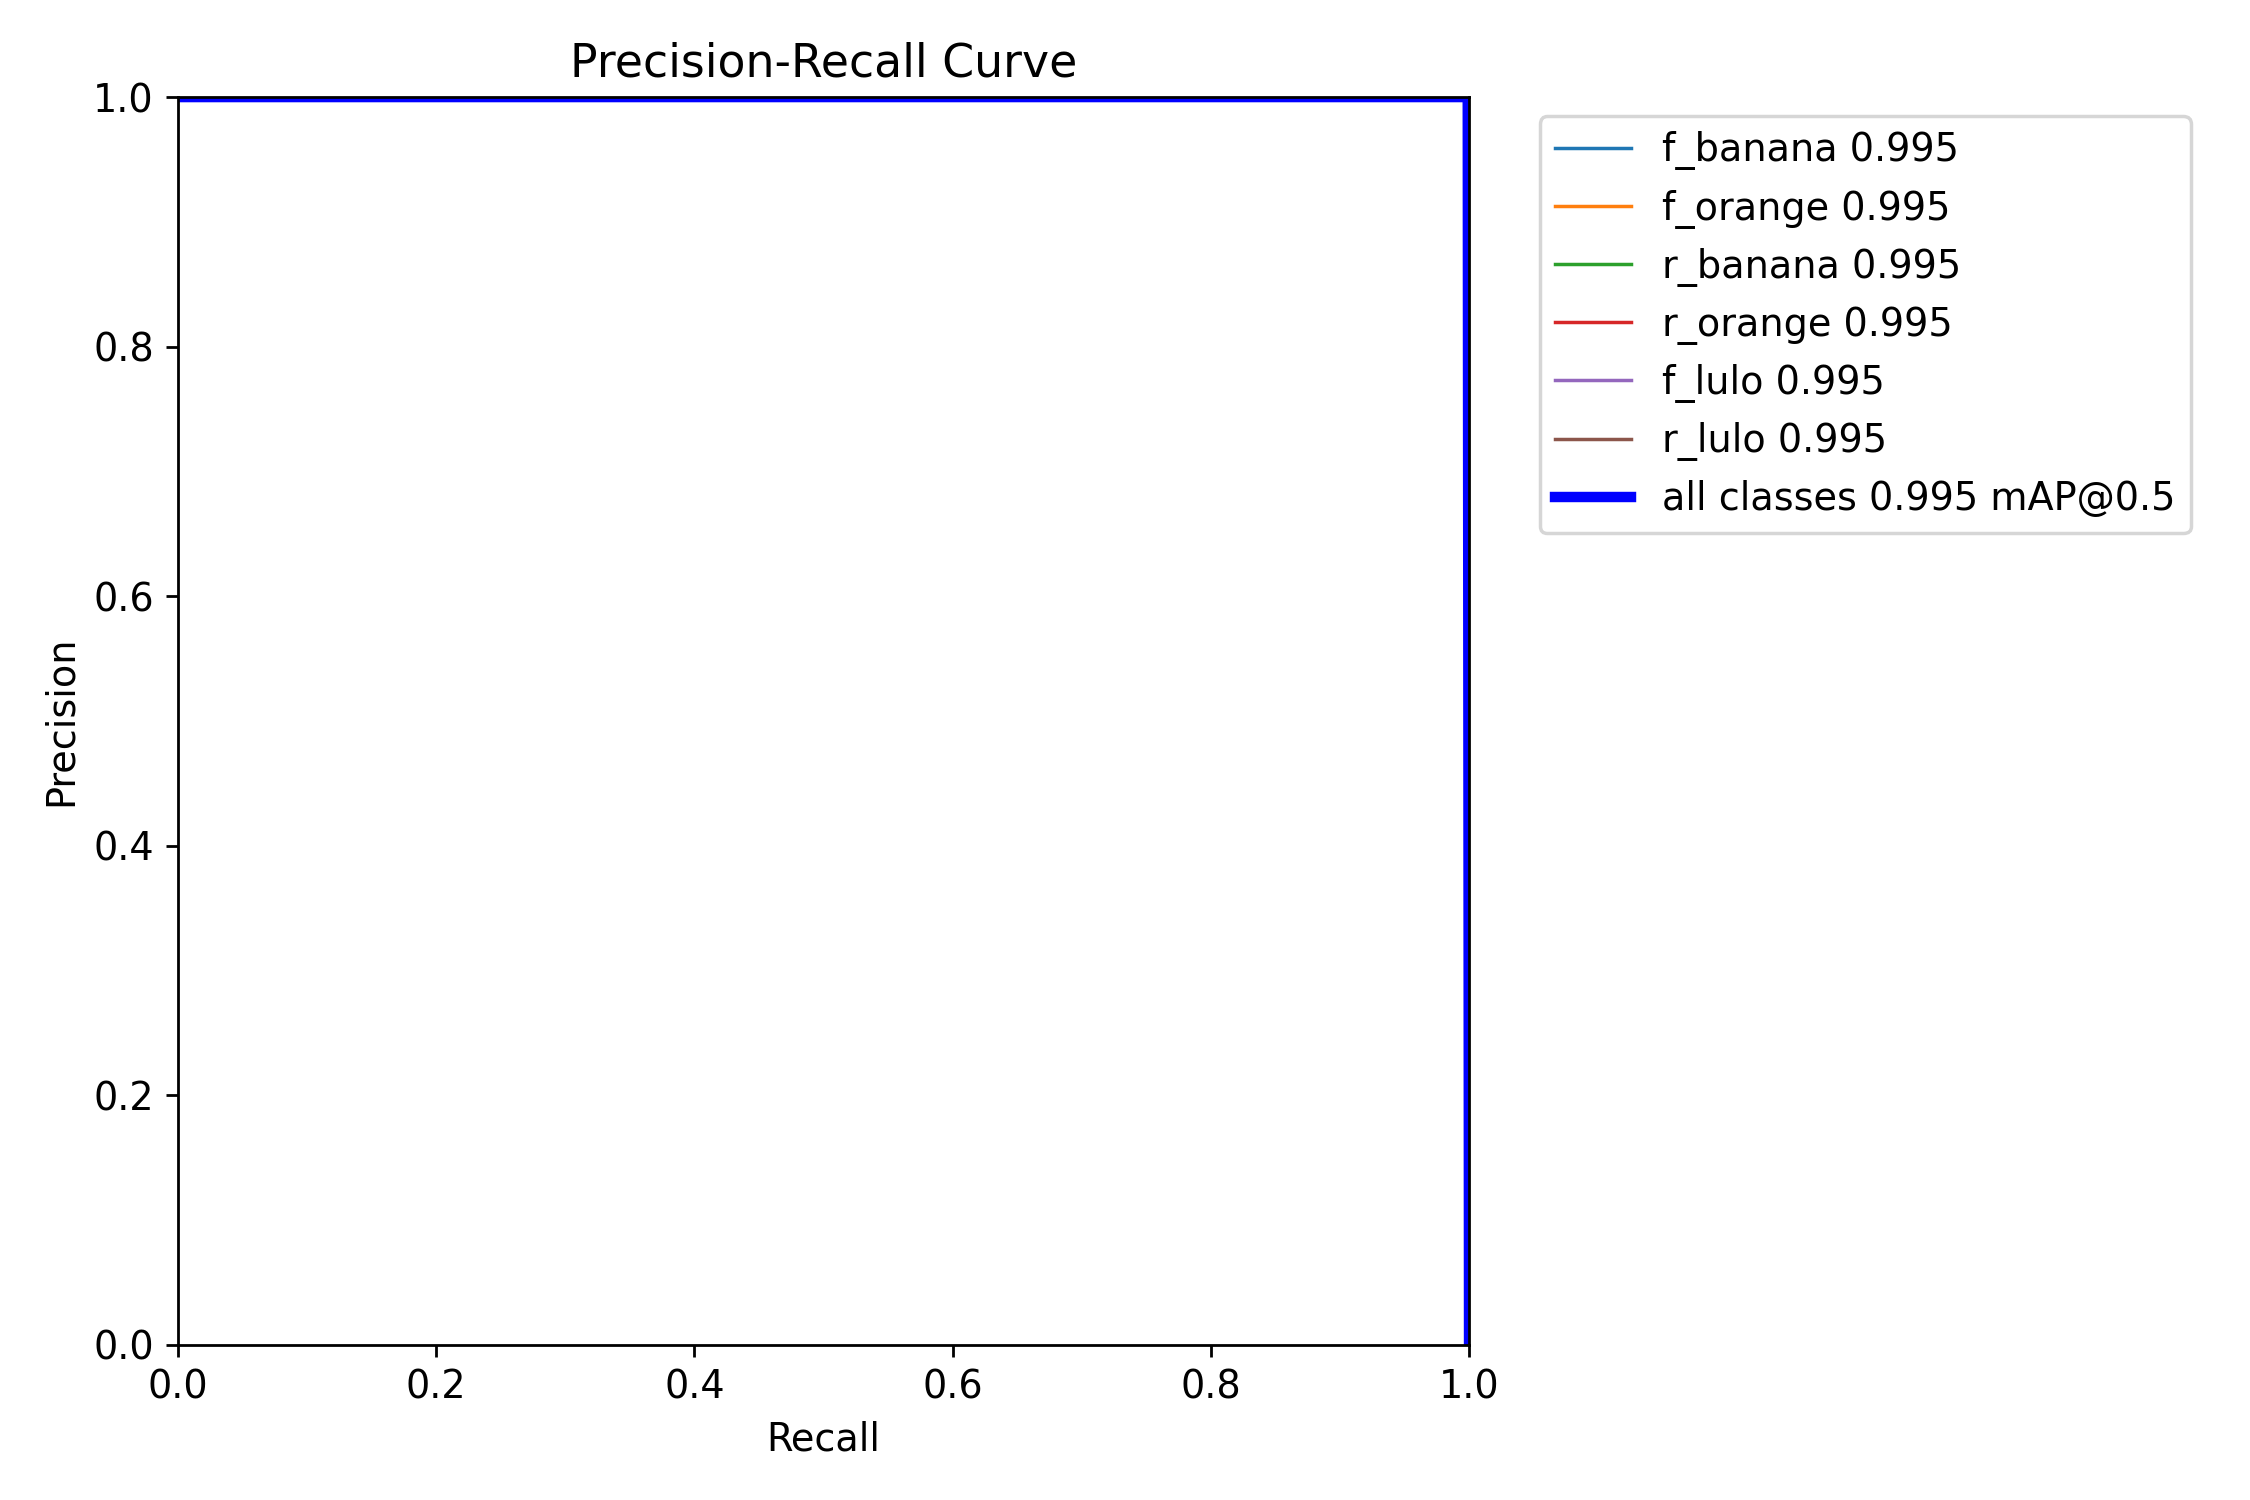 Precision-Recall Curve
1.0
0.8
0.6
0.4
0.2
0.0
Precision
0.0 0.2 0.4 0.6 0.8 1.0
Recall
f_banana 0.995
f_orange 0.995
r_banana 0.995
r_orange 0.995
f_lulo 0.995
r_lulo 0.995
all classes 0.995 mAP@0.5